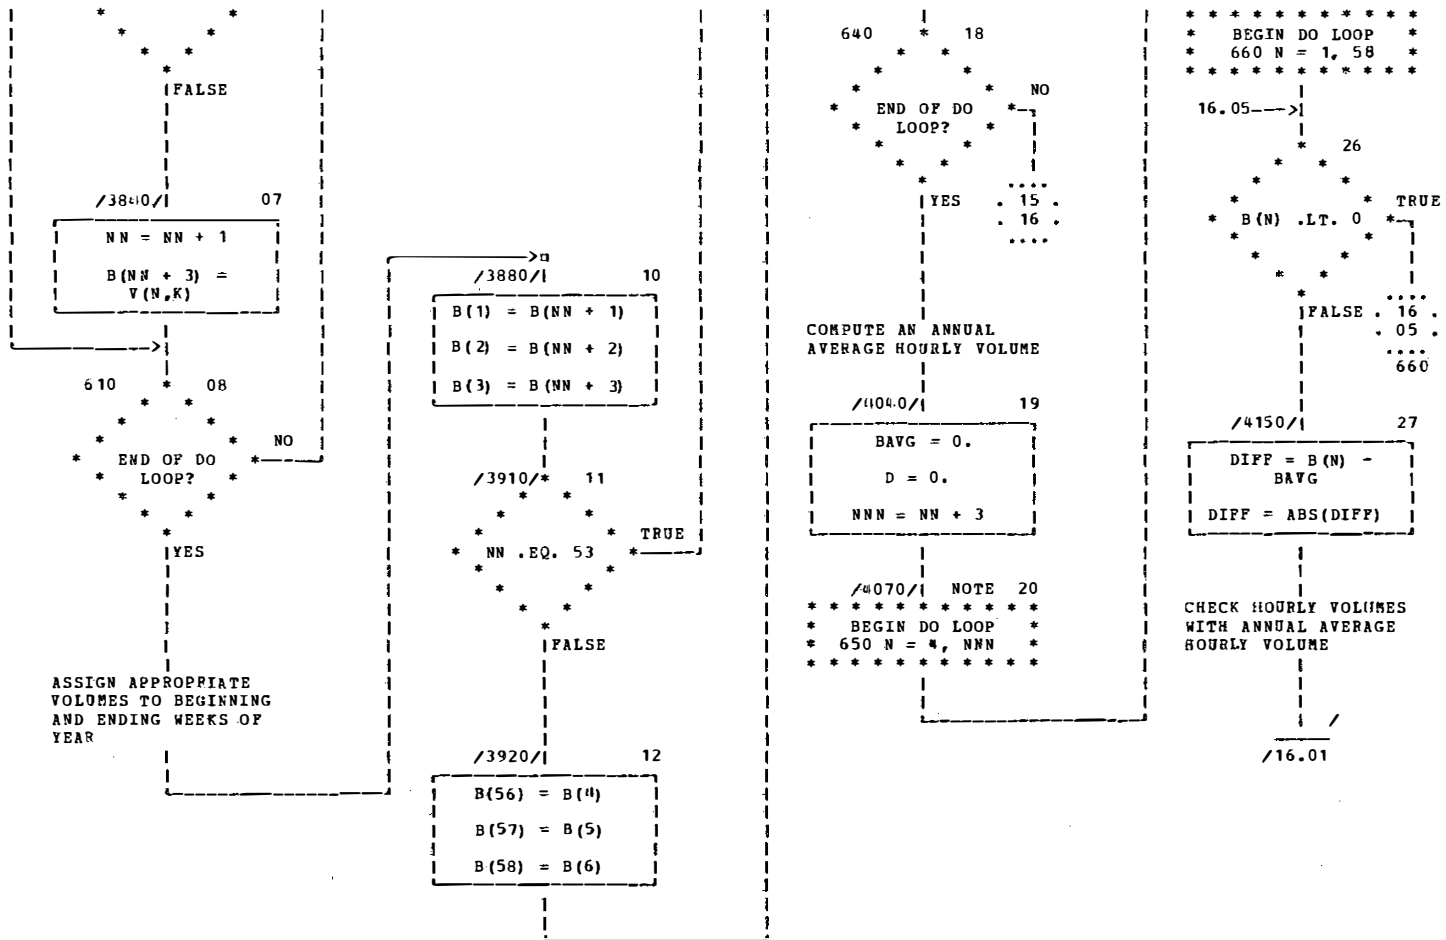 FALSE
/3840/ 07
NN = NN + 1
B(NN + 3) =
V(N,K)
610 08
NO
END OF DO
LOOP?
YES
ASSIGN APPROPRIATE
VOLUMES TO BEGINNING
AND ENDING WEEKS OF
YEAR
/3880/ 10
B(1) = B(NN + 1)
B(2) = B(NN + 2)
B(3) = B(NN + 3)
/3910/ 11
TRUE
NN .EQ. 53
FALSE
/3920/ 12
B(56) = B(4)
B(57) = B(5)
B(58) = B(6)
640 18
NO
END OF DO
LOOP?
YES
. 15 .
. 16 .
COMPUTE AN ANNUAL
AVERAGE HOURLY VOLUME
/4040/ 19
BAVG = 0.
D = 0.
NNN = NN + 3
/4070/ NOTE 20
BEGIN DO LOOP
650 N = 4, NNN
BEGIN DO LOOP
660 N = 1, 58
16.05--->
26
TRUE
B(N) .LT. 0
FALSE . 16 .
. 05 .
660
/4150/ 27
DIFF = B(N) -
BAVG
DIFF = ABS(DIFF)
CHECK HOURLY VOLUMES
WITH ANNUAL AVERAGE
HOURLY VOLUME
/
/16.01